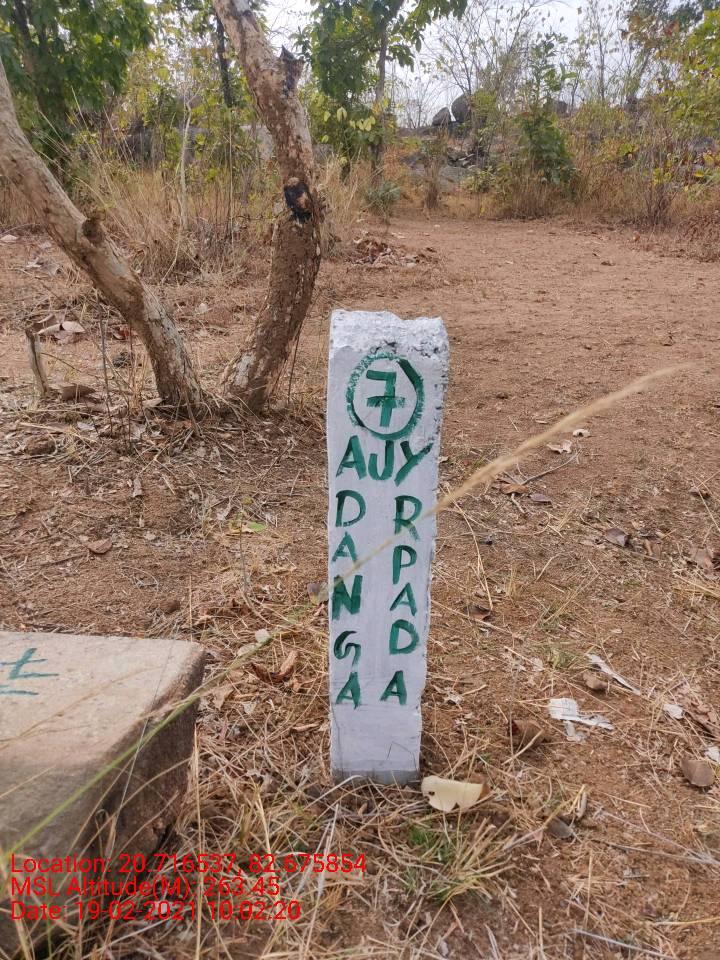 7
AJY
DANGA
RPADA
Location: 20.716537, 82.675854
MSL Altitude(M): 263.45
Date: 19-02-2021 10:02:20